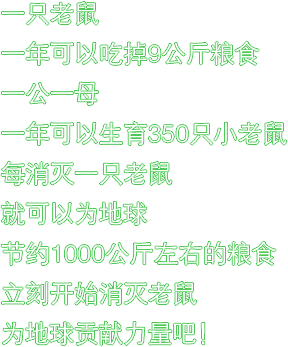 一只老鼠
一年可以吃掉9公斤粮食
一公一母
一年可以生育350只小老鼠
每消灭一只老鼠
就可以为地球
节约1000公斤左右的粮食
立刻开始消灭老鼠
为地球贡献力量吧！